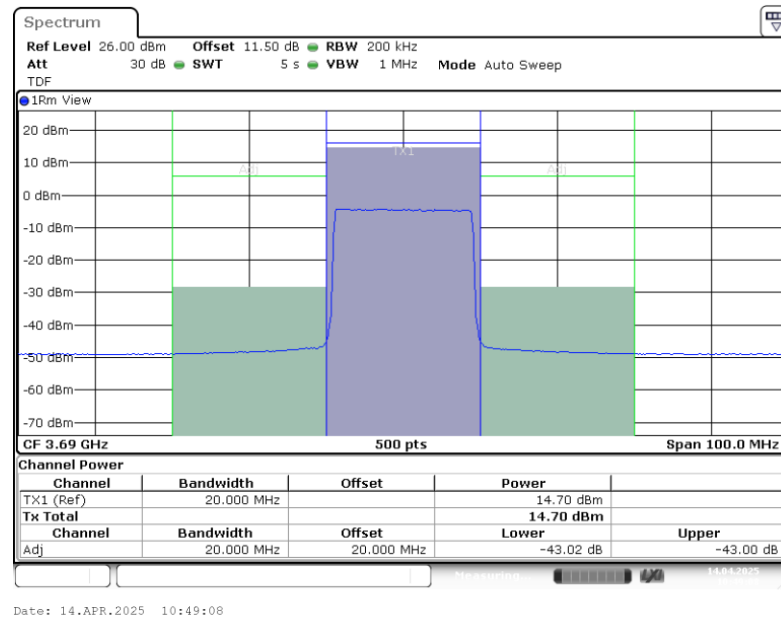 Spectrum
Ref Level 26.00 dBm Offset 11.50 dB RBW 200 kHz
Att 30 dB SWT 5 s VBW 1 MHz Mode Auto Sweep
TDF
1Rm View
20 dBm
Adj TX1 Adj
10 dBm
0 dBm
-10 dBm
-20 dBm
-30 dBm
-40 dBm
-50 dBm
-60 dBm
-70 dBm
CF 3.69 GHz 500 pts Span 100.0 MHz
Channel Power
Channel Bandwidth Offset Power
TX1 (Ref) 20.000 MHz 14.70 dBm
Tx Total 14.70 dBm
Channel Bandwidth Offset Lower Upper
Adj 20.000 MHz 20.000 MHz -43.02 dB -43.00 dB
Measuring... LXI 14.04.2025
Date: 14.APR.2025 10:49:08